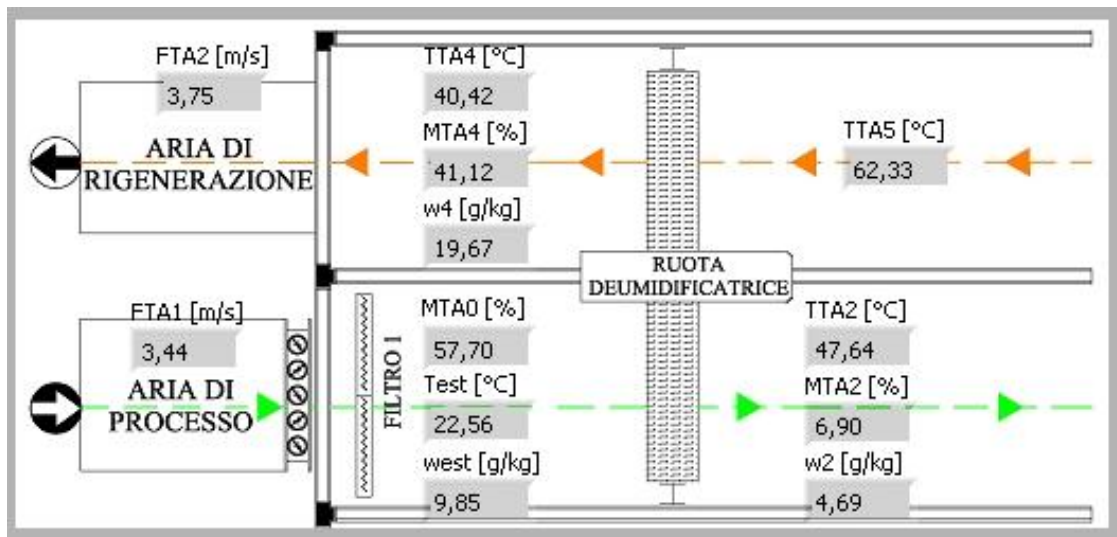 FTA2 [m/s]
3,75
ARIA DI
RIGENERAZIONE
TTA4 [°C]
40,42
MTA4 [%]
41,12
w4 [g/kg]
19,67
TTA5 [°C]
62,33
RUOTA
DEUMIDIFICATRICE
FTA1 [m/s]
3,44
ARIA DI
PROCESSO
FILTRO 1
MTA0 [%]
57,70
Test [°C]
22,56
west [g/kg]
9,85
TTA2 [°C]
47,64
MTA2 [%]
6,90
w2 [g/kg]
4,69